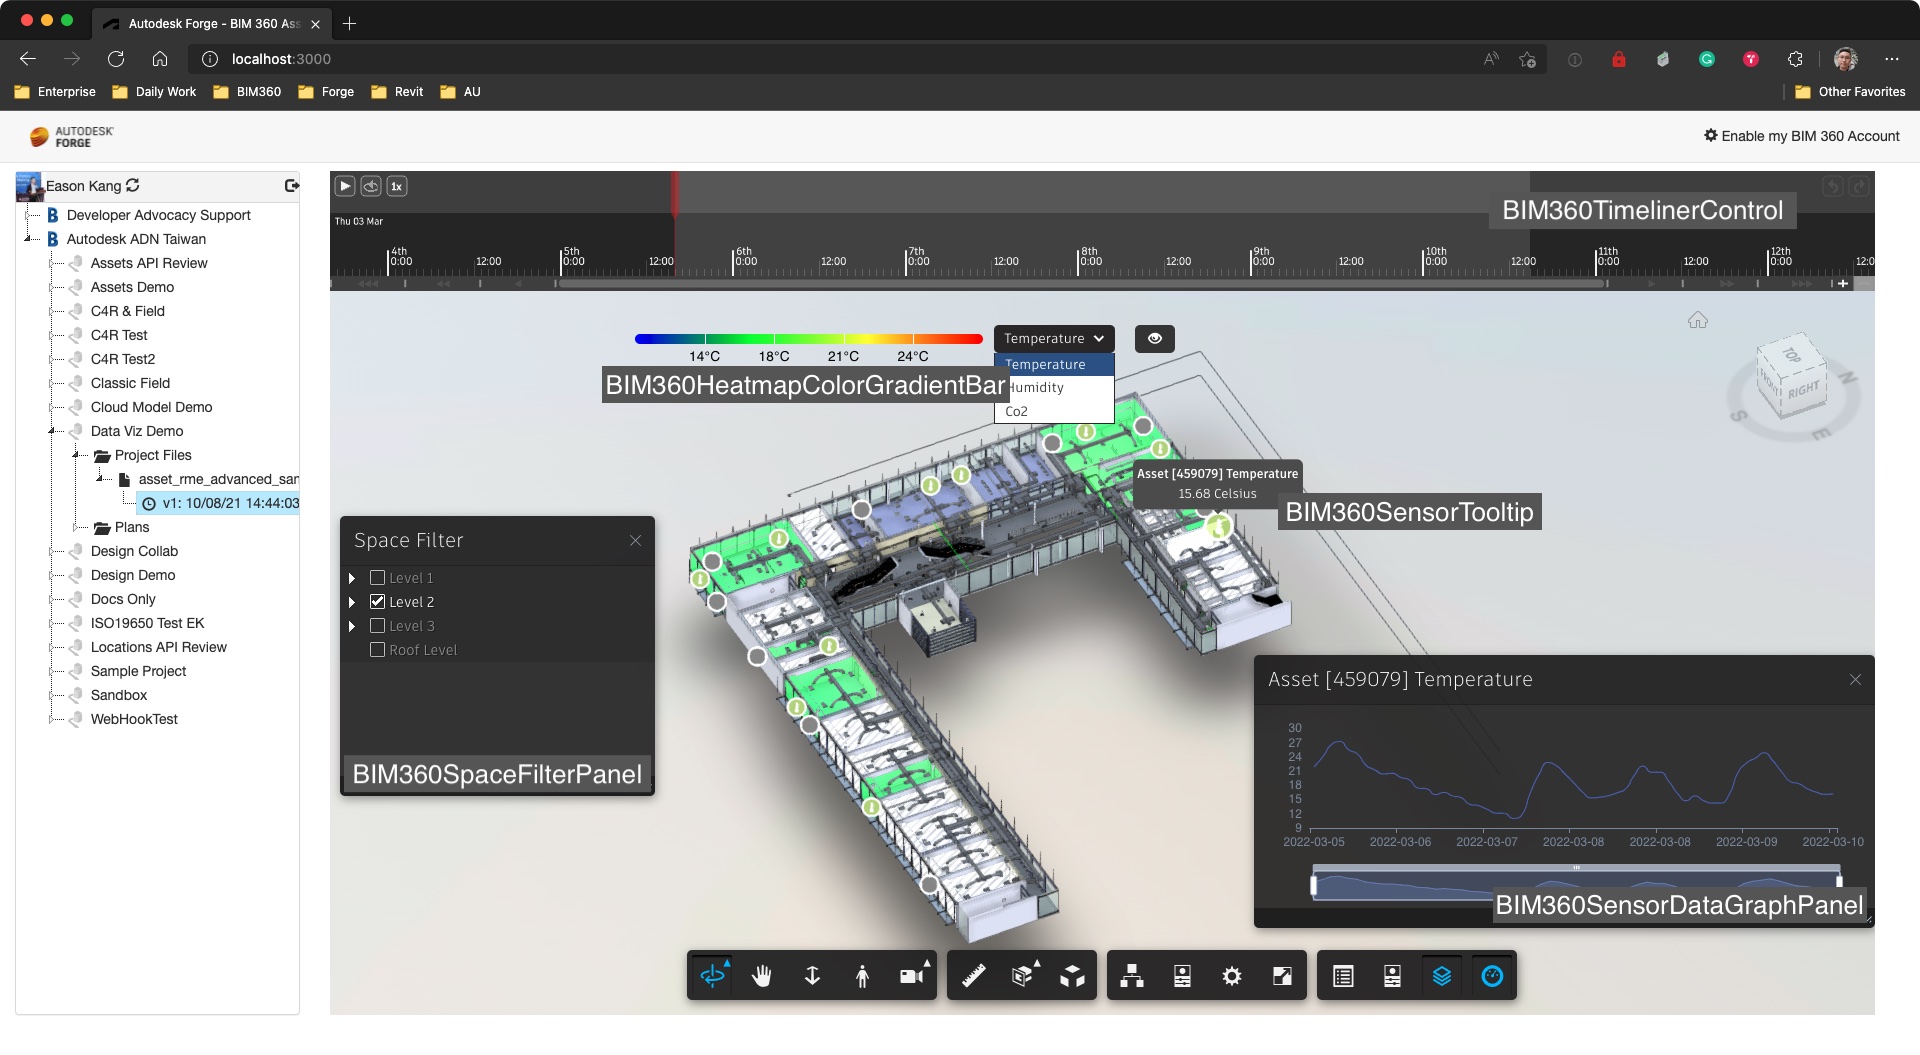 Autodesk Forge - BIM 360 Ass
localhost:3000
Enterprise
Daily Work
BIM360
Forge
Revit
AU
Other Favorites
AUTODESK
FORGE
Enable my BIM 360 Account
Eason Kang
Developer Advocacy Support
Autodesk ADN Taiwan
Assets API Review
Assets Demo
C4R & Field
C4R Test
C4R Test2
Classic Field
Cloud Model Demo
Data Viz Demo
Project Files
asset_rme_advanced_sam
v1: 10/08/21 14:44:03
Plans
Design Collab
Design Demo
Docs Only
ISO19650 Test EK
Locations API Review
Sample Project
Sandbox
WebHookTest
1x
BIM360TimelinerControl
Thu 03 Mar
4th 5th 6th 7th 8th 9th 10th 11th 12th
0:00 12:00 0:00 12:00 0:00 12:00 0:00 12:00 0:00 12:00 0:00 12:00 0:00 12:00 0:00 12:00 0:00 12:0
14°C 18°C 21°C 24°C
Temperature
Temperature
Humidity
Co2
BIM360HeatmapColorGradientBar
TOP
FRONT
RIGHT
N
S
E
Asset [459079] Temperature
15.68 Celsius
BIM360SensorTooltip
Space Filter
Level 1
Level 2
Level 3
Roof Level
BIM360SpaceFilterPanel
Asset [459079] Temperature
30
27
24
21
18
15
12
9
2022-03-05 2022-03-06 2022-03-07 2022-03-08 2022-03-08 2022-03-09 2022-03-10
BIM360SensorDataGraphPanel